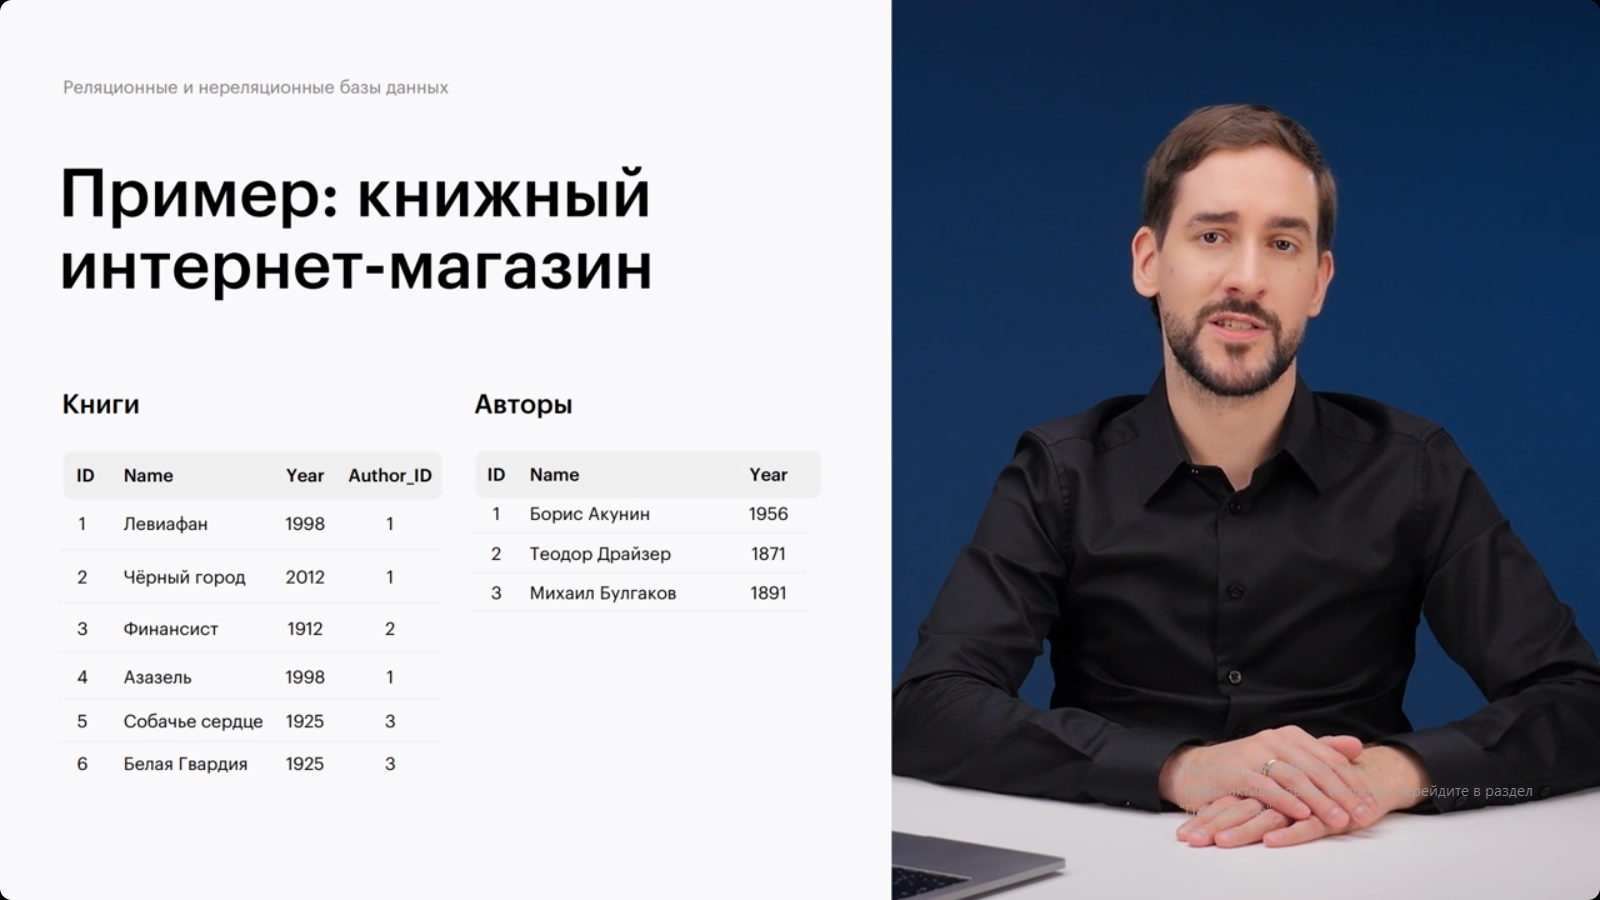 Реляционные и нереляционные базы данных
Пример: книжный
интернет-магазин
Книги
ID Name Year Author_ID
1 Левиафан 1998 1
2 Чёрный город 2012 1
3 Финансист 1912 2
4 Азазель 1998 1
5 Собачье сердце 1925 3
6 Белая Гвардия 1925 3
Авторы
ID Name Year
1 Борис Акунин 1956
2 Теодор Драйзер 1871
3 Михаил Булгаков 1891
перейдите в раздел